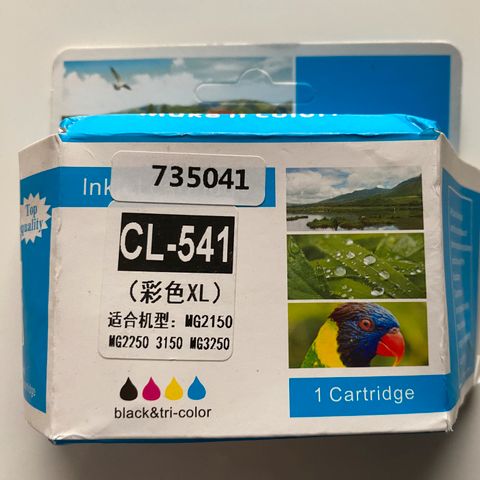 Top
quality
Ink
735041
CL-541
(彩色XL)
适合机型：MG2150
MG2250 3150 MG3250
black&tri-color
1 Cartridge